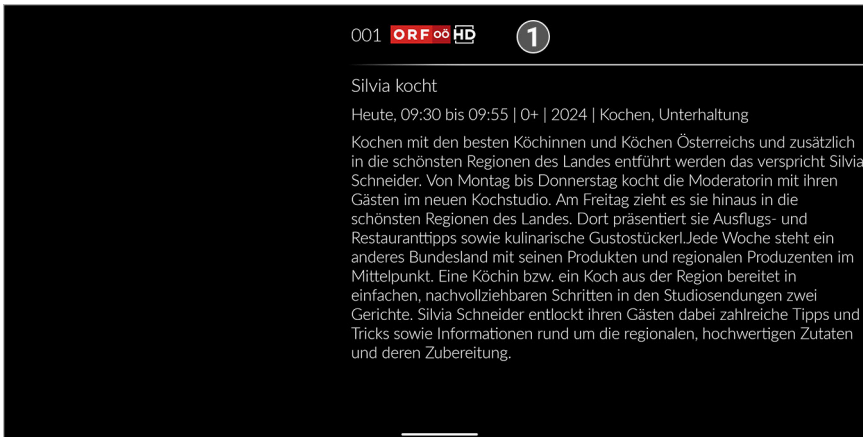 001 ORF OÖ HD 1
Silvia kocht
Heute, 09:30 bis 09:55 | 0+ | 2024 | Kochen, Unterhaltung
Kochen mit den besten Köchinnen und Köchen Österreichs und zusätzlich
in die schönsten Regionen des Landes entführt werden das verspricht Silvia
Schneider. Von Montag bis Donnerstag kocht die Moderatorin mit ihren
Gästen im neuen Kochstudio. Am Freitag zieht es sie hinaus in die
schönsten Regionen des Landes. Dort präsentiert sie Ausflugs- und
Restauranttipps sowie kulinarische Gustostückerl.Jede Woche steht ein
anderes Bundesland mit seinen Produkten und regionalen Produzenten im
Mittelpunkt. Eine Köchin bzw. ein Koch aus der Region bereitet in
einfachen, nachvollziehbaren Schritten in den Studiosendungen zwei
Gerichte. Silvia Schneider entlockt ihren Gästen dabei zahlreiche Tipps und
Tricks sowie Informationen rund um die regionalen, hochwertigen Zutaten
und deren Zubereitung.